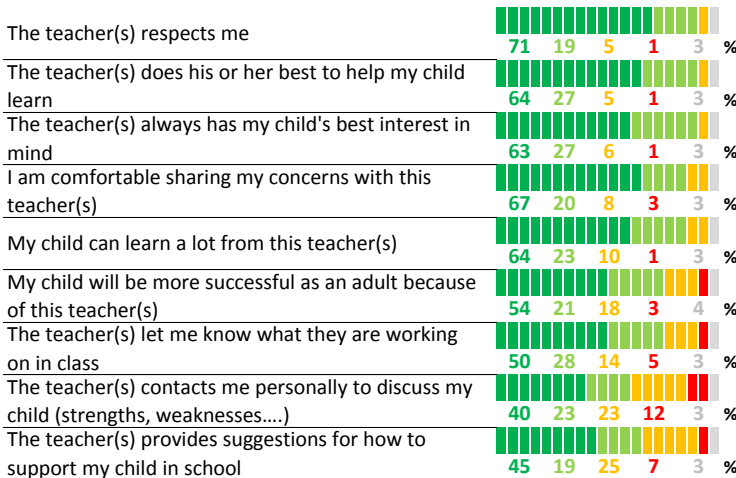 The teacher(s) respects me
71 19 5 1 3 %
The teacher(s) does his or her best to help my child
learn
64 27 5 1 3 %
The teacher(s) always has my child's best interest in
mind
63 27 6 1 3 %
I am comfortable sharing my concerns with this
teacher(s)
67 20 8 3 3 %
My child can learn a lot from this teacher(s)
64 23 10 1 3 %
My child will be more successful as an adult because
of this teacher(s)
54 21 18 3 4 %
The teacher(s) let me know what they are working
on in class
50 28 14 5 3 %
The teacher(s) contacts me personally to discuss my
child (strengths, weaknesses....)
40 23 23 12 3 %
The teacher(s) provides suggestions for how to
support my child in school
45 19 25 7 3 %